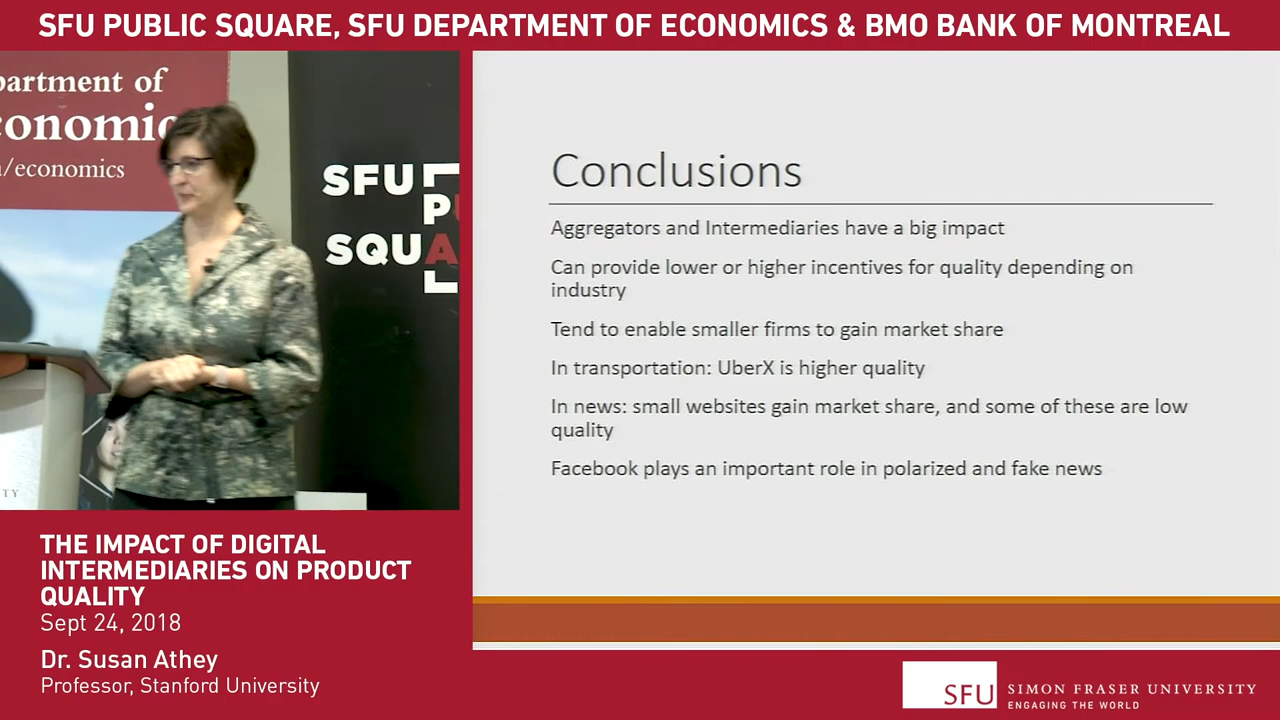 SFU PUBLIC SQUARE, SFU DEPARTMENT OF ECONOMICS & BMO BANK OF MONTREAL
partment of
conomic
/economics
SFU
P
SQUA
TY
Conclusions
Aggregators and Intermediaries have a big impact
Can provide lower or higher incentives for quality depending on
industry
Tend to enable smaller firms to gain market share
In transportation: UberX is higher quality
In news: small websites gain market share, and some of these are low
quality
Facebook plays an important role in polarized and fake news
THE IMPACT OF DIGITAL
INTERMEDIARIES ON PRODUCT
QUALITY
Sept 24, 2018
Dr. Susan Athey
Professor, Stanford University
SFU
SIMON FRASER UNIVERSITY
ENGAGING THE WORLD